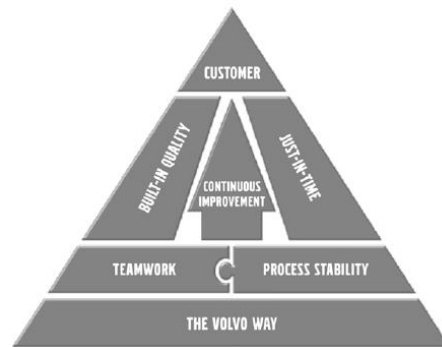 CUSTOMER
BUILT-IN QUALITY
JUST-IN-TIME
CONTINUOUS
IMPROVEMENT
TEAMWORK
PROCESS STABILITY
THE VOLVO WAY